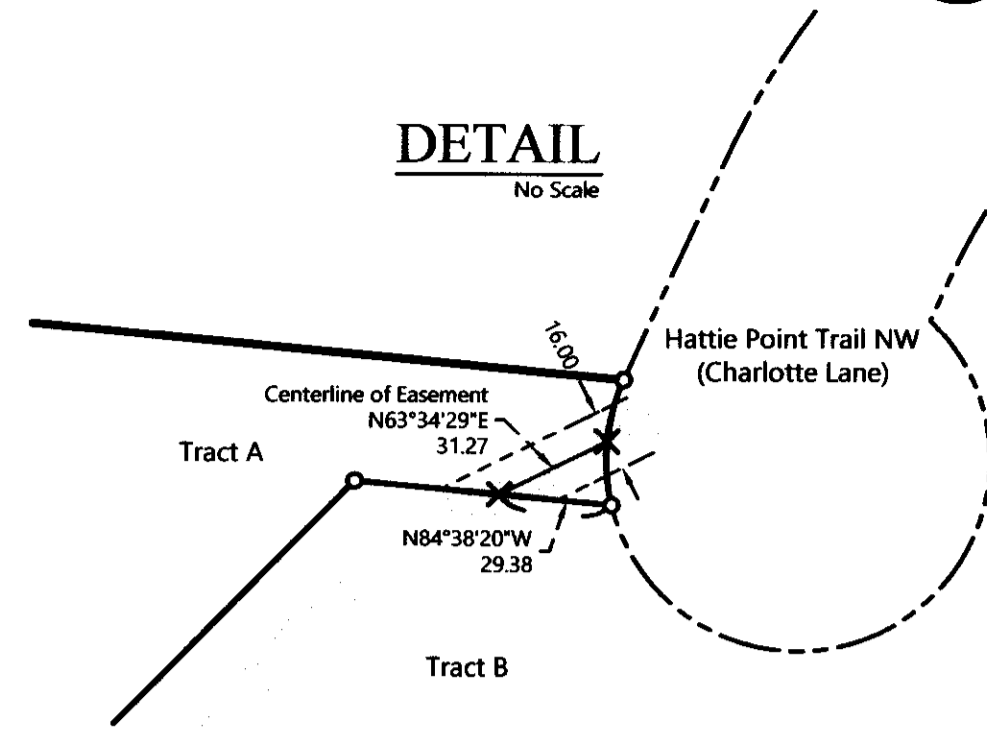 DETAIL
No Scale
16.00
Hattie Point Trail NW
(Charlotte Lane)
Centerline of Easement
N63°34'29"E
31.27
Tract A
N84°38'20"W
29.38
Tract B